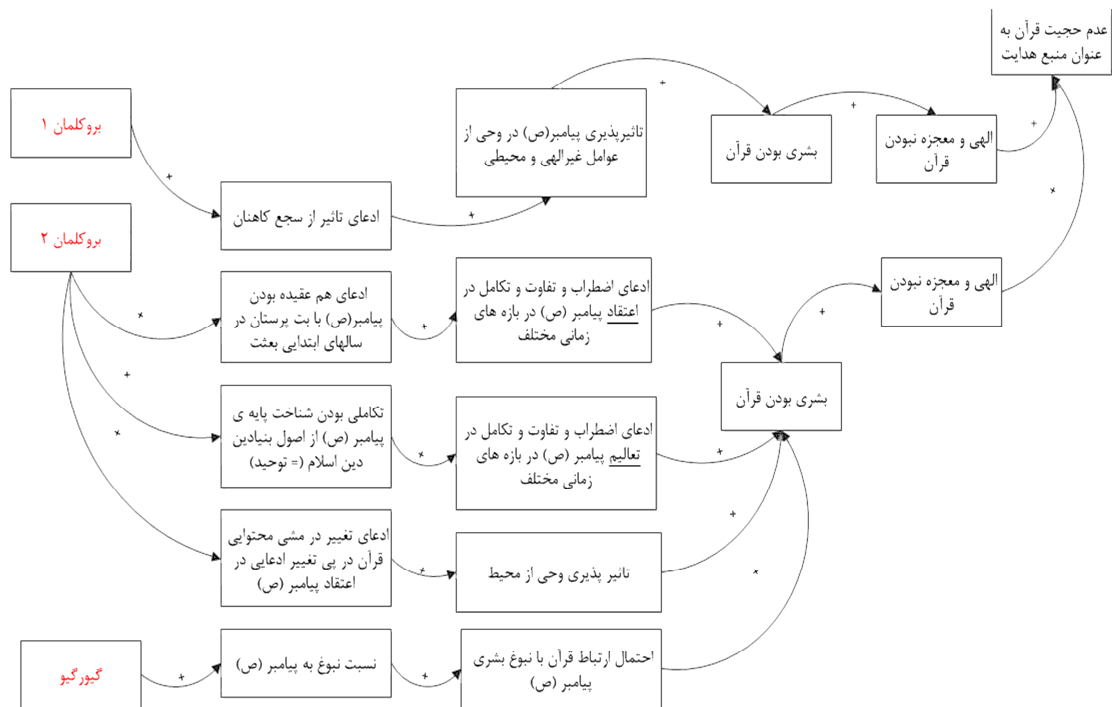 عدم حجیت قرآن به
عنوان منبع هدایت
بروکلمان ۱
تاثیرپذیری پیامبر(ص) در وحی از
عوامل غیرالهی و محیطی
بشری بودن قرآن
الهی و معجزه نبودن
قرآن
ادعای تاثیر از سجع کاهنان
بروکلمان ۲
ادعای هم عقیده بودن
پیامبر(ص) با بت پرستان در
سالهای ابتدایی بعثت
ادعای اضطراب و تفاوت و تکامل در
اعتقاد پیامبر (ص) در بازه های
زمانی مختلف
الهی و معجزه نبودن
قرآن
بشری بودن قرآن
تکاملی بودن شناخت پایه ی
پیامبر (ص) از اصول بنیادین
دین اسلام (= توحید)
ادعای اضطراب و تفاوت و تکامل در
تعالیم پیامبر (ص) در بازه های
زمانی مختلف
ادعای تغییر در مشی محتوایی
قرآن در پی تغییر ادعایی در
اعتقاد پیامبر (ص)
تاثیر پذیری وحی از محیط
گیورگیو
نسبت نبوغ به پیامبر (ص)
احتمال ارتباط قرآن با نبوغ بشری
پیامبر (ص)